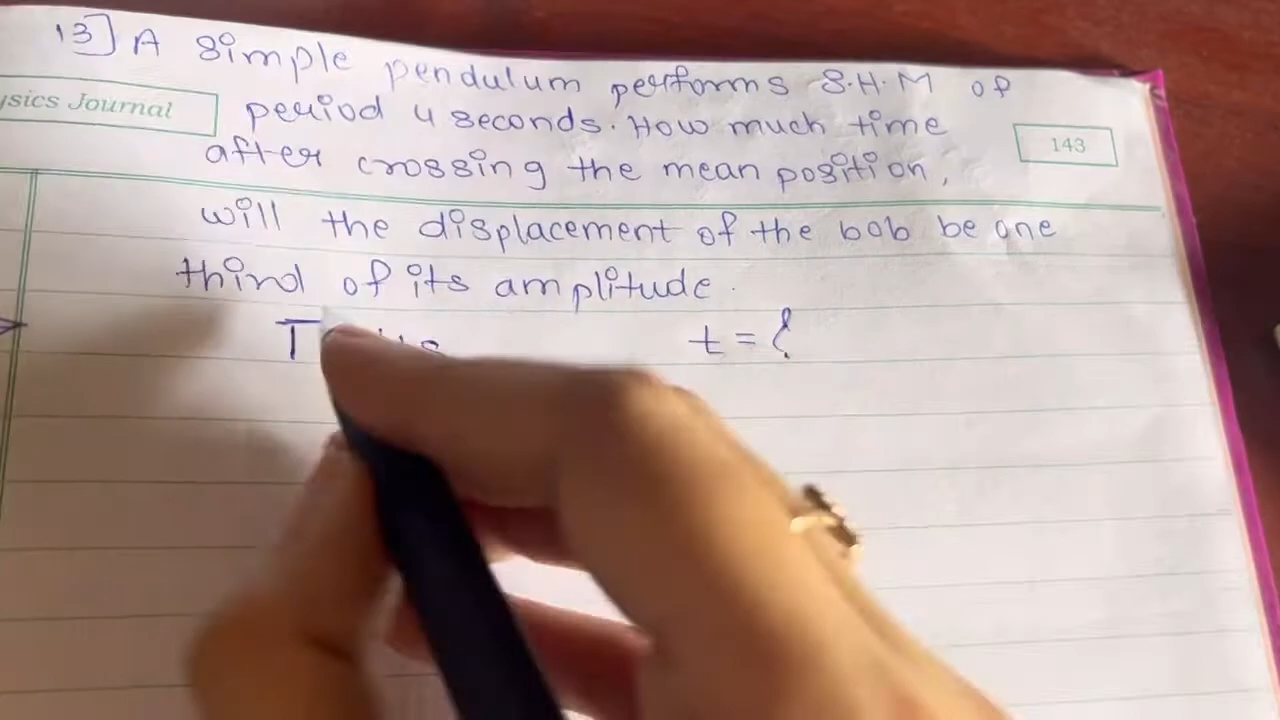 13] A simple pendulum performs S.H.M of
ysics Journal
period 4 seconds. How much time
143
after crossing the mean position,
will the displacement of the bob be one
third of its amplitude.
T t = ?